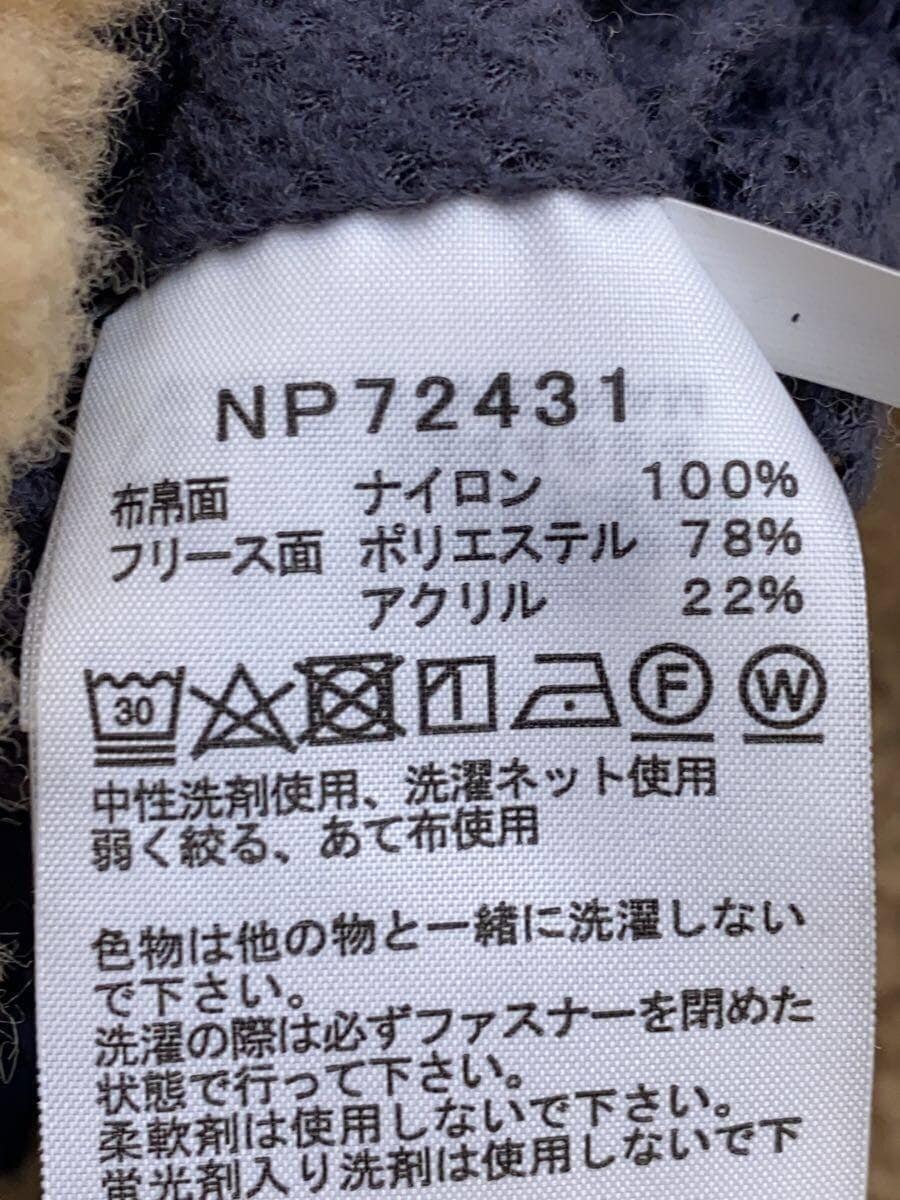 NP72431
布帛面 ナイロン 100%
フリース面 ポリエステル 78%
アクリル 22%
30 F W
中性洗剤使用、洗濯ネット使用
弱く絞る、あて布使用
色物は他の物と一緒に洗濯しない
で下さい。
洗濯の際は必ずファスナーを閉めた
状態で行って下さい。
柔軟剤は使用しないで下さい。
蛍光剤入り洗剤は使用しないで下